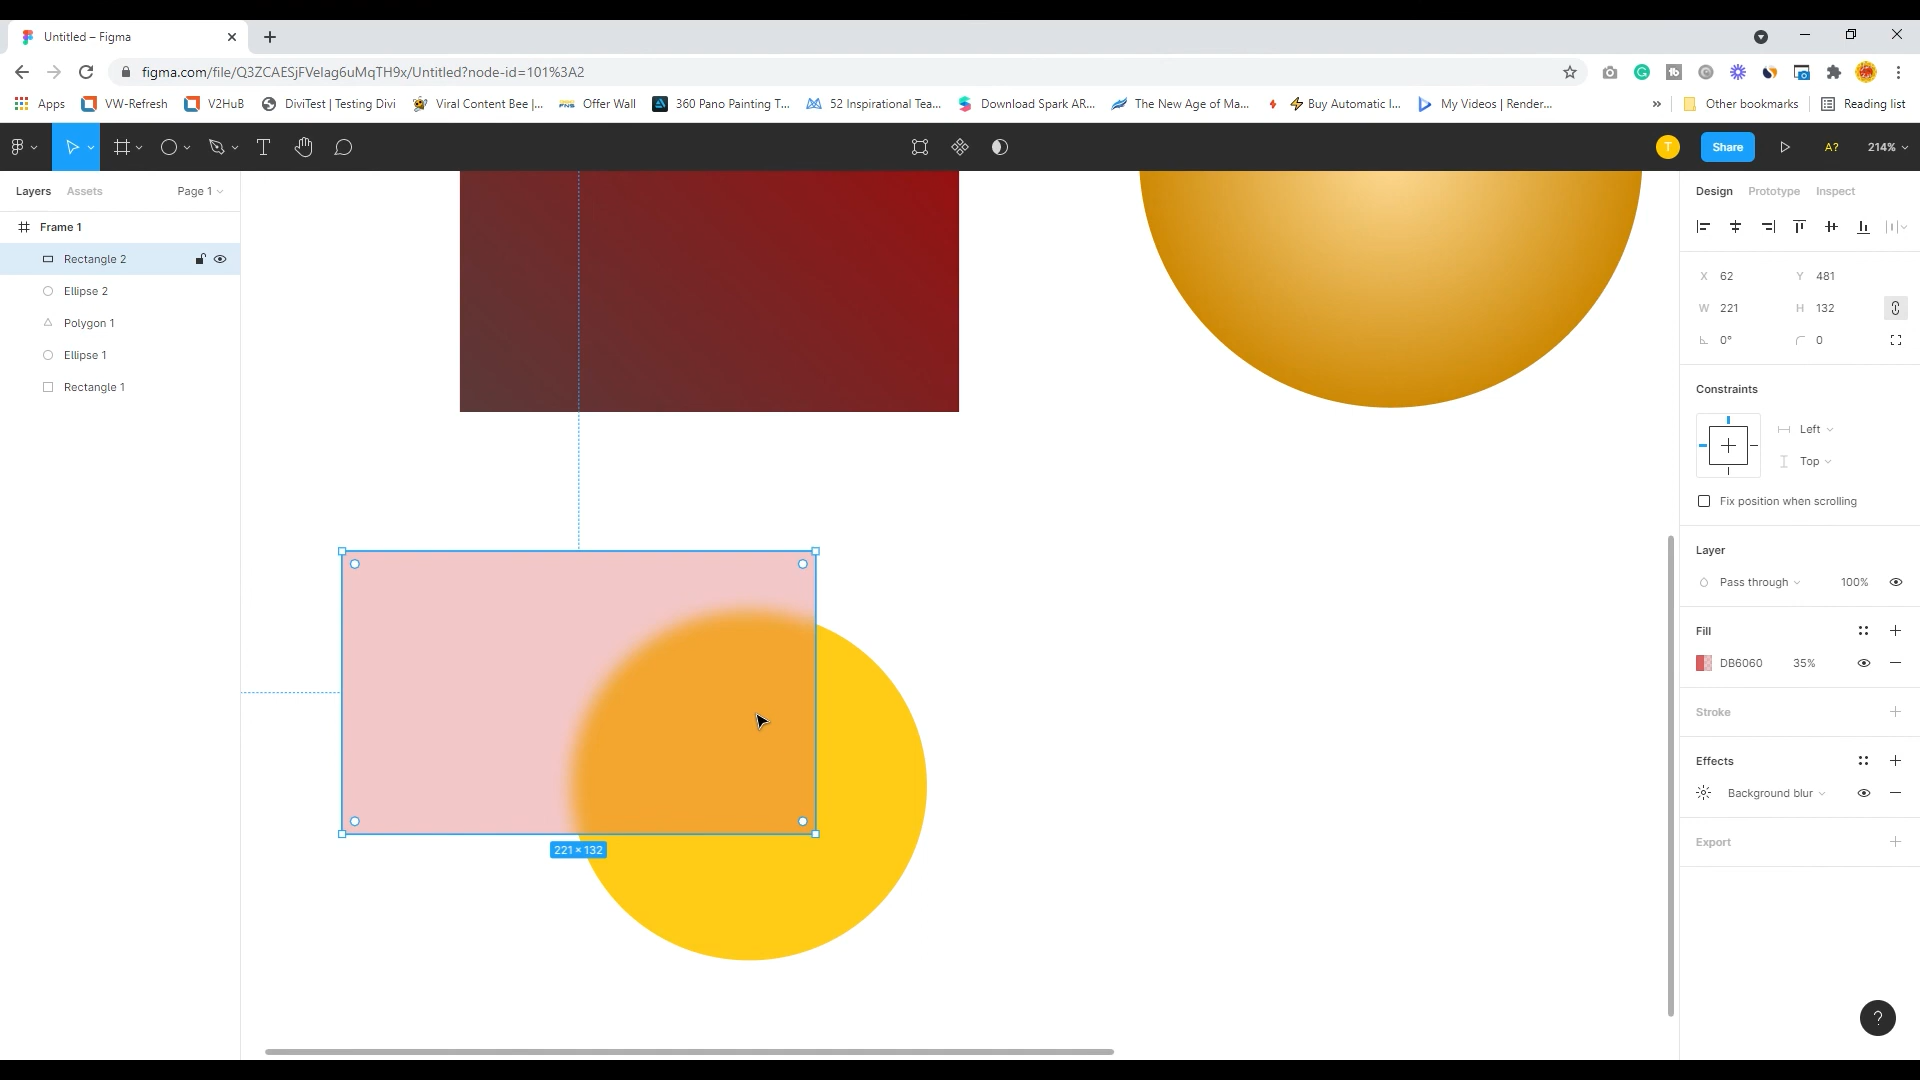 Untitled – Figma
figma.com/file/Q3ZCAESjFVeIag6uMqTH9x/Untitled?node-id=101%3A2
Apps VW-Refresh V2HuB DiviTest | Testing Divi Viral Content Bee |... Offer Wall 360 Pano Painting T... 52 Inspirational Tea... Download Spark AR... The New Age of Ma... Buy Automatic I... My Videos | Render... » Other bookmarks Reading list
T Share A? 214%
Layers Assets Page 1
Frame 1
Rectangle 2
Ellipse 2
Polygon 1
Ellipse 1
Rectangle 1
221 × 132
Design Prototype Inspect
X 62 Y 481
W 221 H 132
0° 0
Constraints
Left
Top
Fix position when scrolling
Layer
Pass through 100%
Fill
DB6060 35%
Stroke
Effects
Background blur
Export
?